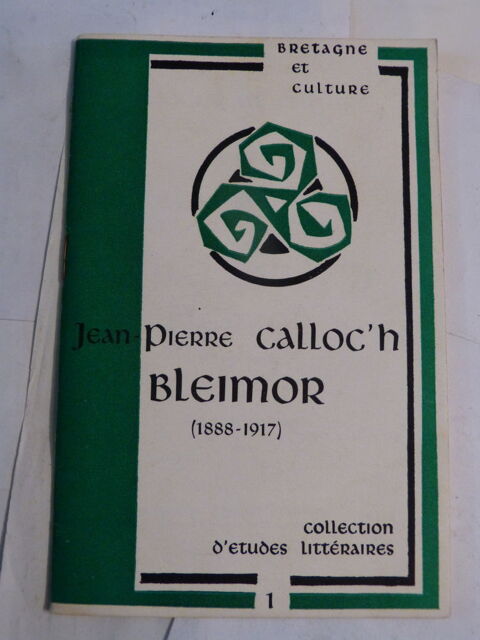 Bretagne
et
Culture
Jean-Pierre Calloc'h
Bleimor
(1888-1917)
collection
d'etudes littéraires
1